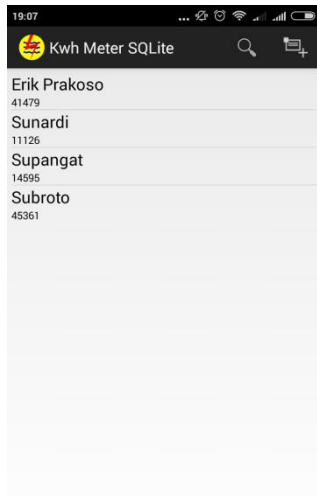 19:07
...
Kwh Meter SQLite
Erik Prakoso
41479
Sunardi
11126
Supangat
14595
Subroto
45361